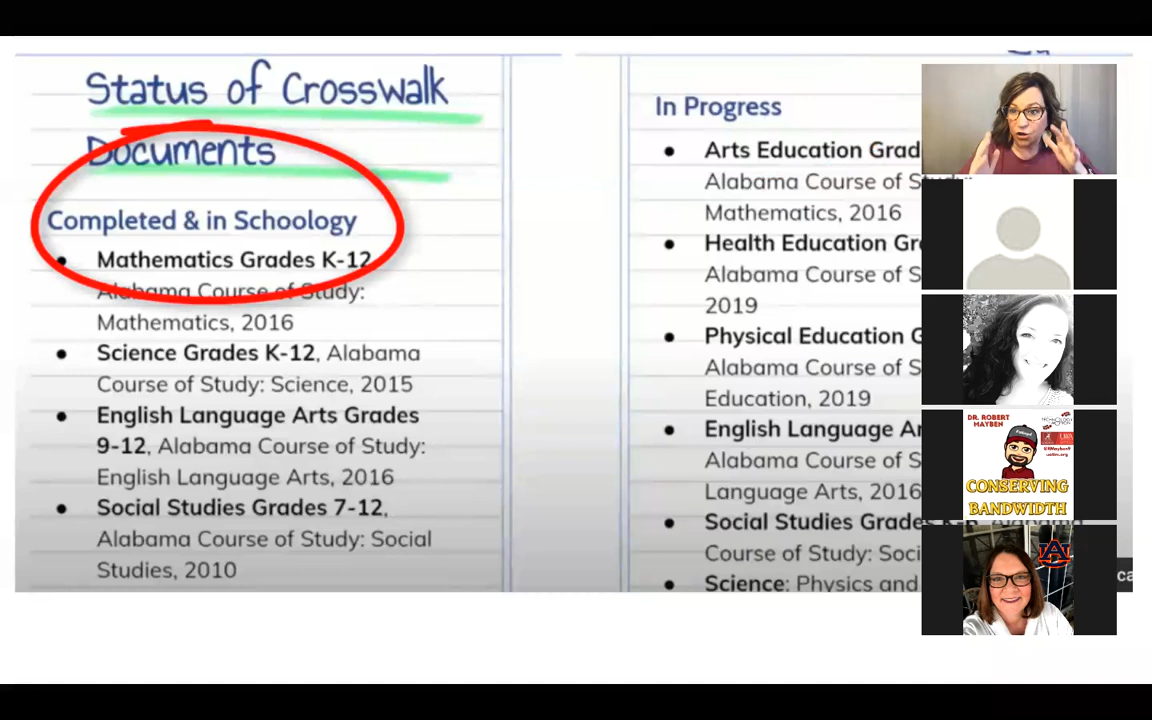 Status of Crosswalk
Documents
Completed & in Schoology
• Mathematics Grades K-12
Alabama Course of Study:
Mathematics, 2016
• Science Grades K-12, Alabama
Course of Study: Science, 2015
• English Language Arts Grades
9-12, Alabama Course of Study:
English Language Arts, 2016
• Social Studies Grades 7-12,
Alabama Course of Study: Social
Studies, 2010
In Progress
• Arts Education Grad
Alabama Course of S
Mathematics, 2016
• Health Education Gr
Alabama Course of S
2019
• Physical Education G
Alabama Course of S
Education, 2019
• English Language Ar
Alabama Course of S
Language Arts, 2016
• Social Studies Grades K-6,
Course of Study: Soci
• Science: Physics and
DR. ROBERT
MAYBEN
CONSERVING
BANDWIDTH
ca